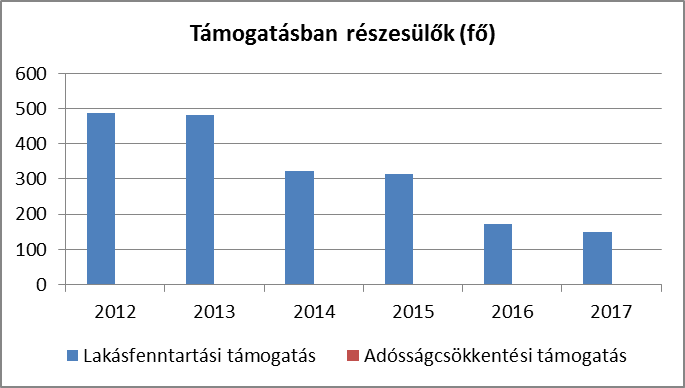 Támogatásban részesülők (fő)
600
500
400
300
200
100
0
2012 2013 2014 2015 2016 2017
Lakásfenntartási támogatás Adósságcsökkentési támogatás